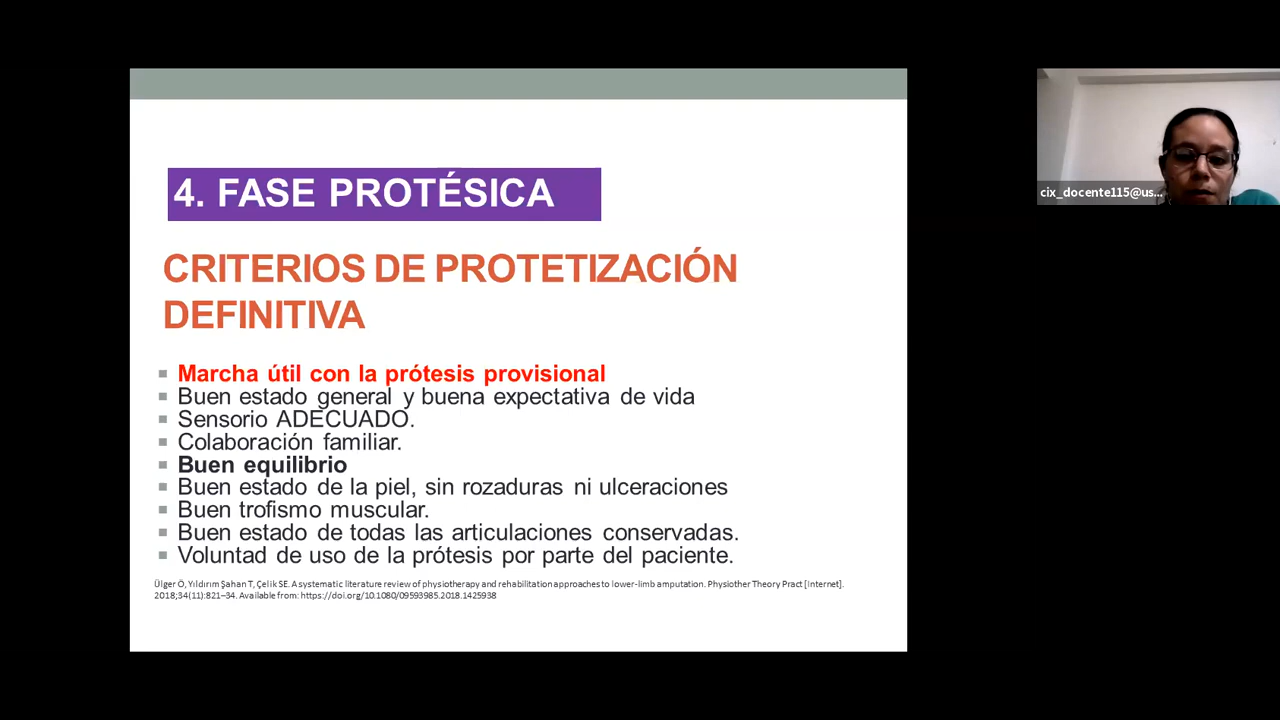 4. FASE PROTÉSICA
CRITERIOS DE PROTETIZACIÓN
DEFINITIVA
Marcha útil con la prótesis provisional
Buen estado general y buena expectativa de vida
Sensorio ADECUADO.
Colaboración familiar.
Buen equilibrio
Buen estado de la piel, sin rozaduras ni ulceraciones
Buen trofismo muscular.
Buen estado de todas las articulaciones conservadas.
Voluntad de uso de la prótesis por parte del paciente.
Ülger Ö, Yıldırım Şahan T, Çelik SE. A systematic literature review of physiotherapy and rehabilitation approaches to lower-limb amputation. Physiother Theory Pract [Internet].
2018;34(11):821–34. Available from: https://doi.org/10.1080/09593985.2018.1425938
cix_docente115@us...